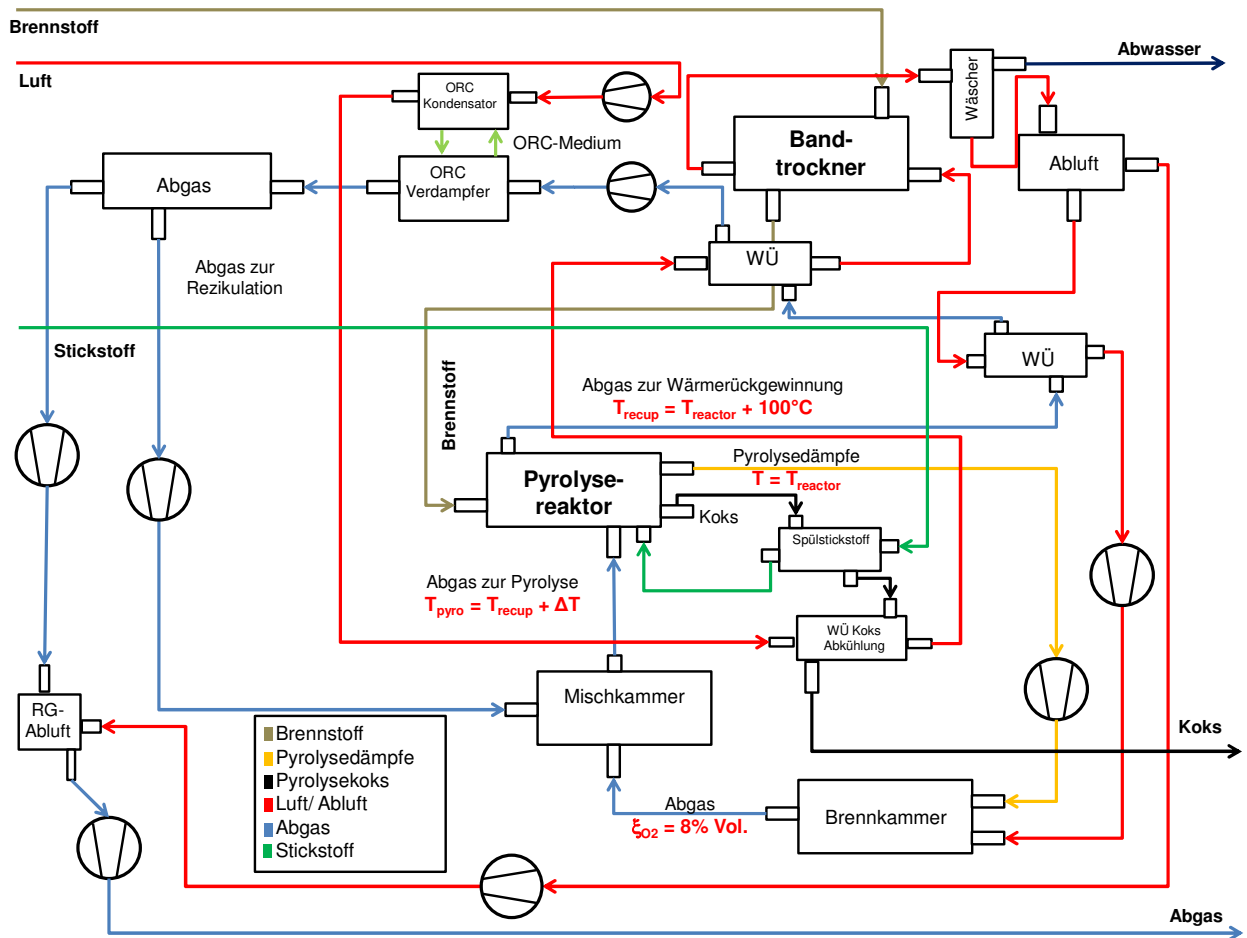 Brennstoff
Abwasser
Luft
ORC
Kondensator
Wäscher
ORC-Medium
Band-
trockner
Abluft
Abgas
ORC
Verdampfer
WÜ
Abgas zur
Rezikulation
Stickstoff
WÜ
Brennstoff
Abgas zur Wärmerückgewinnung
T_recup = T_reactor + 100°C
Pyrolyse-
reaktor
Pyrolysedämpfe
T = T_reactor
Koks
Spülstickstoff
Abgas zur Pyrolyse
T_pyro = T_recup + ΔT
WÜ Koks
Abkühlung
Mischkammer
RG-
Abluft
Koks
Brennstoff
Pyrolysedämpfe
Pyrolysekoks
Luft/ Abluft
Abgas
Stickstoff
Abgas
ξ_O2 = 8% Vol.
Brennkammer
Abgas